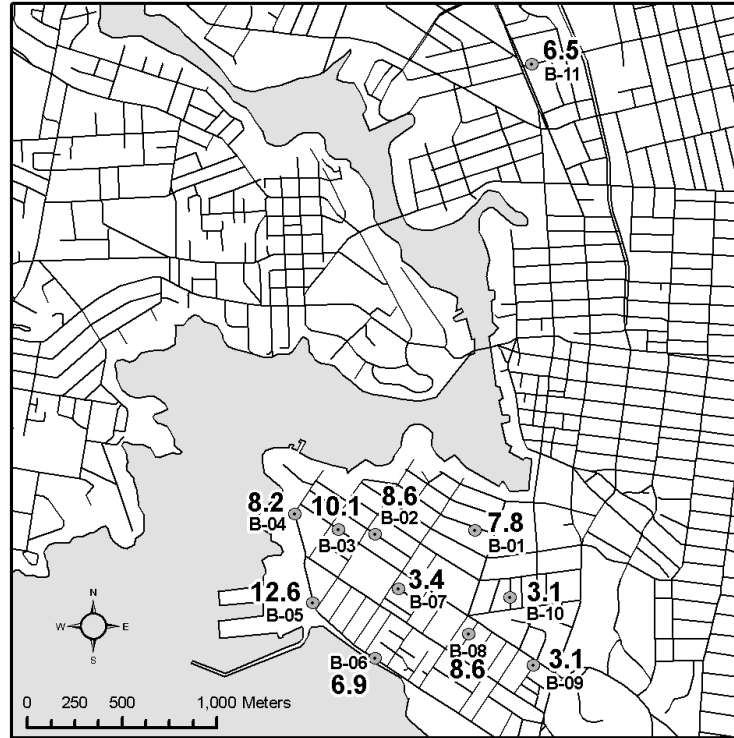 6.5
B-11
8.2
B-04
10.1
B-03
8.6
B-02
7.8
B-01
12.6
B-05
3.4
B-07
3.1
B-10
B-06
6.9
B-08
8.6
3.1
B-09
N
W E
S
0 250 500 1,000 Meters